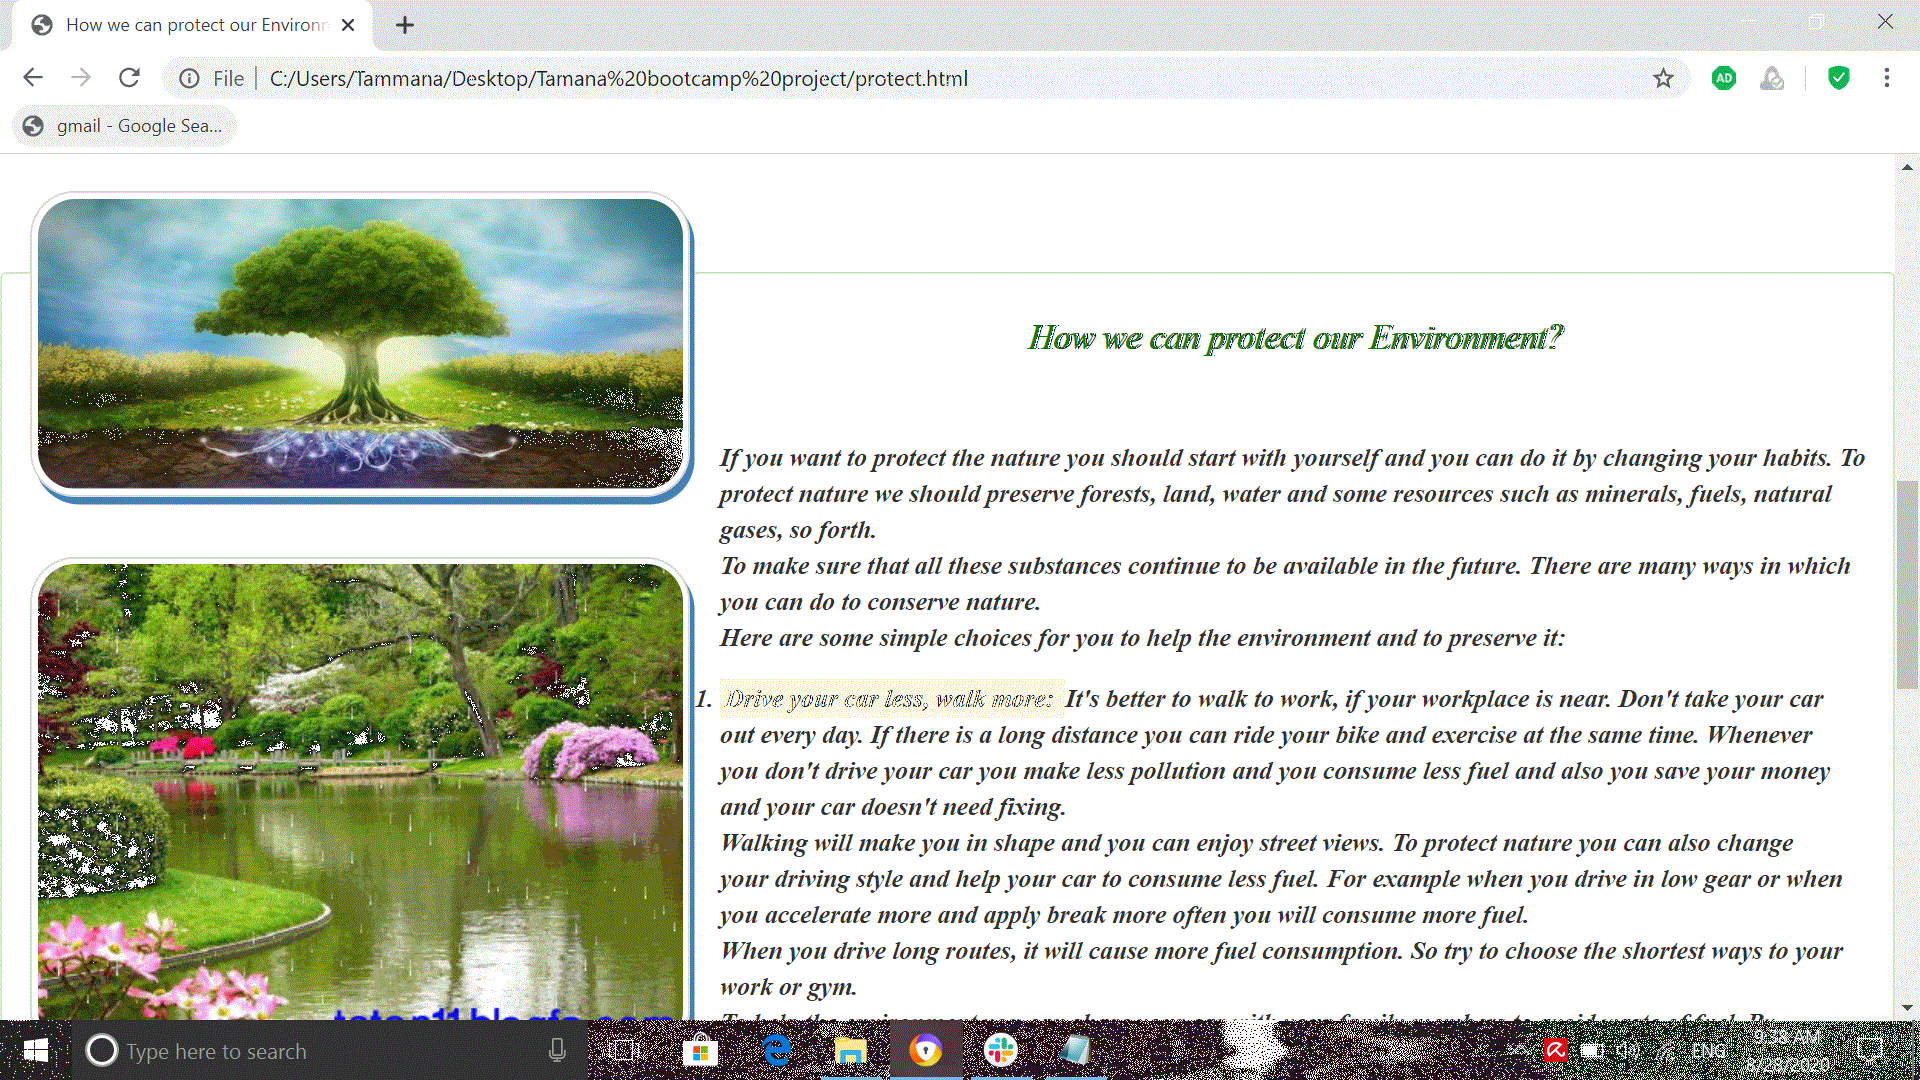 How we can protect our Environm
File
C:/Users/Tammana/Desktop/Tamana%20bootcamp%20project/protect.html
AD
gmail - Google Sea...
How we can protect our Environment?
If you want to protect the nature you should start with yourself and you can do it by changing your habits. To
protect nature we should preserve forests, land, water and some resources such as minerals, fuels, natural
gases, so forth.
To make sure that all these substances continue to be available in the future. There are many ways in which
you can do to conserve nature.
Here are some simple choices for you to help the environment and to preserve it:
1. Drive your car less, walk more: It's better to walk to work, if your workplace is near. Don't take your car
out every day. If there is a long distance you can ride your bike and exercise at the same time. Whenever
you don't drive your car you make less pollution and you consume less fuel and also you save your money
and your car doesn't need fixing.
Walking will make you in shape and you can enjoy street views. To protect nature you can also change
your driving style and help your car to consume less fuel. For example when you drive in low gear or when
you accelerate more and apply break more often you will consume more fuel.
When you drive long routes, it will cause more fuel consumption. So try to choose the shortest ways to your
work or gym.
Type here to search
ENG
9:38 AM
8/28/2020